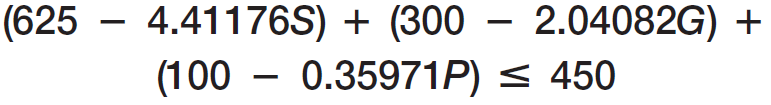 (625 − 4.41176S) + (300 − 2.04082G) +
(100 − 0.35971P) ≤ 450